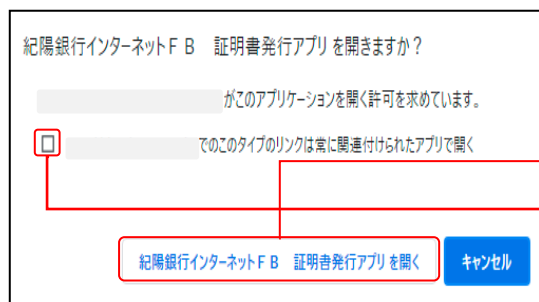 紀陽銀行インターネットＦＢ　証明書発行アプリ を開きますか？
がこのアプリケーションを開く許可を求めています。
でのこのタイプのリンクは常に関連付けられたアプリで開く
紀陽銀行インターネットＦＢ　証明書発行アプリ を開く
キャンセル